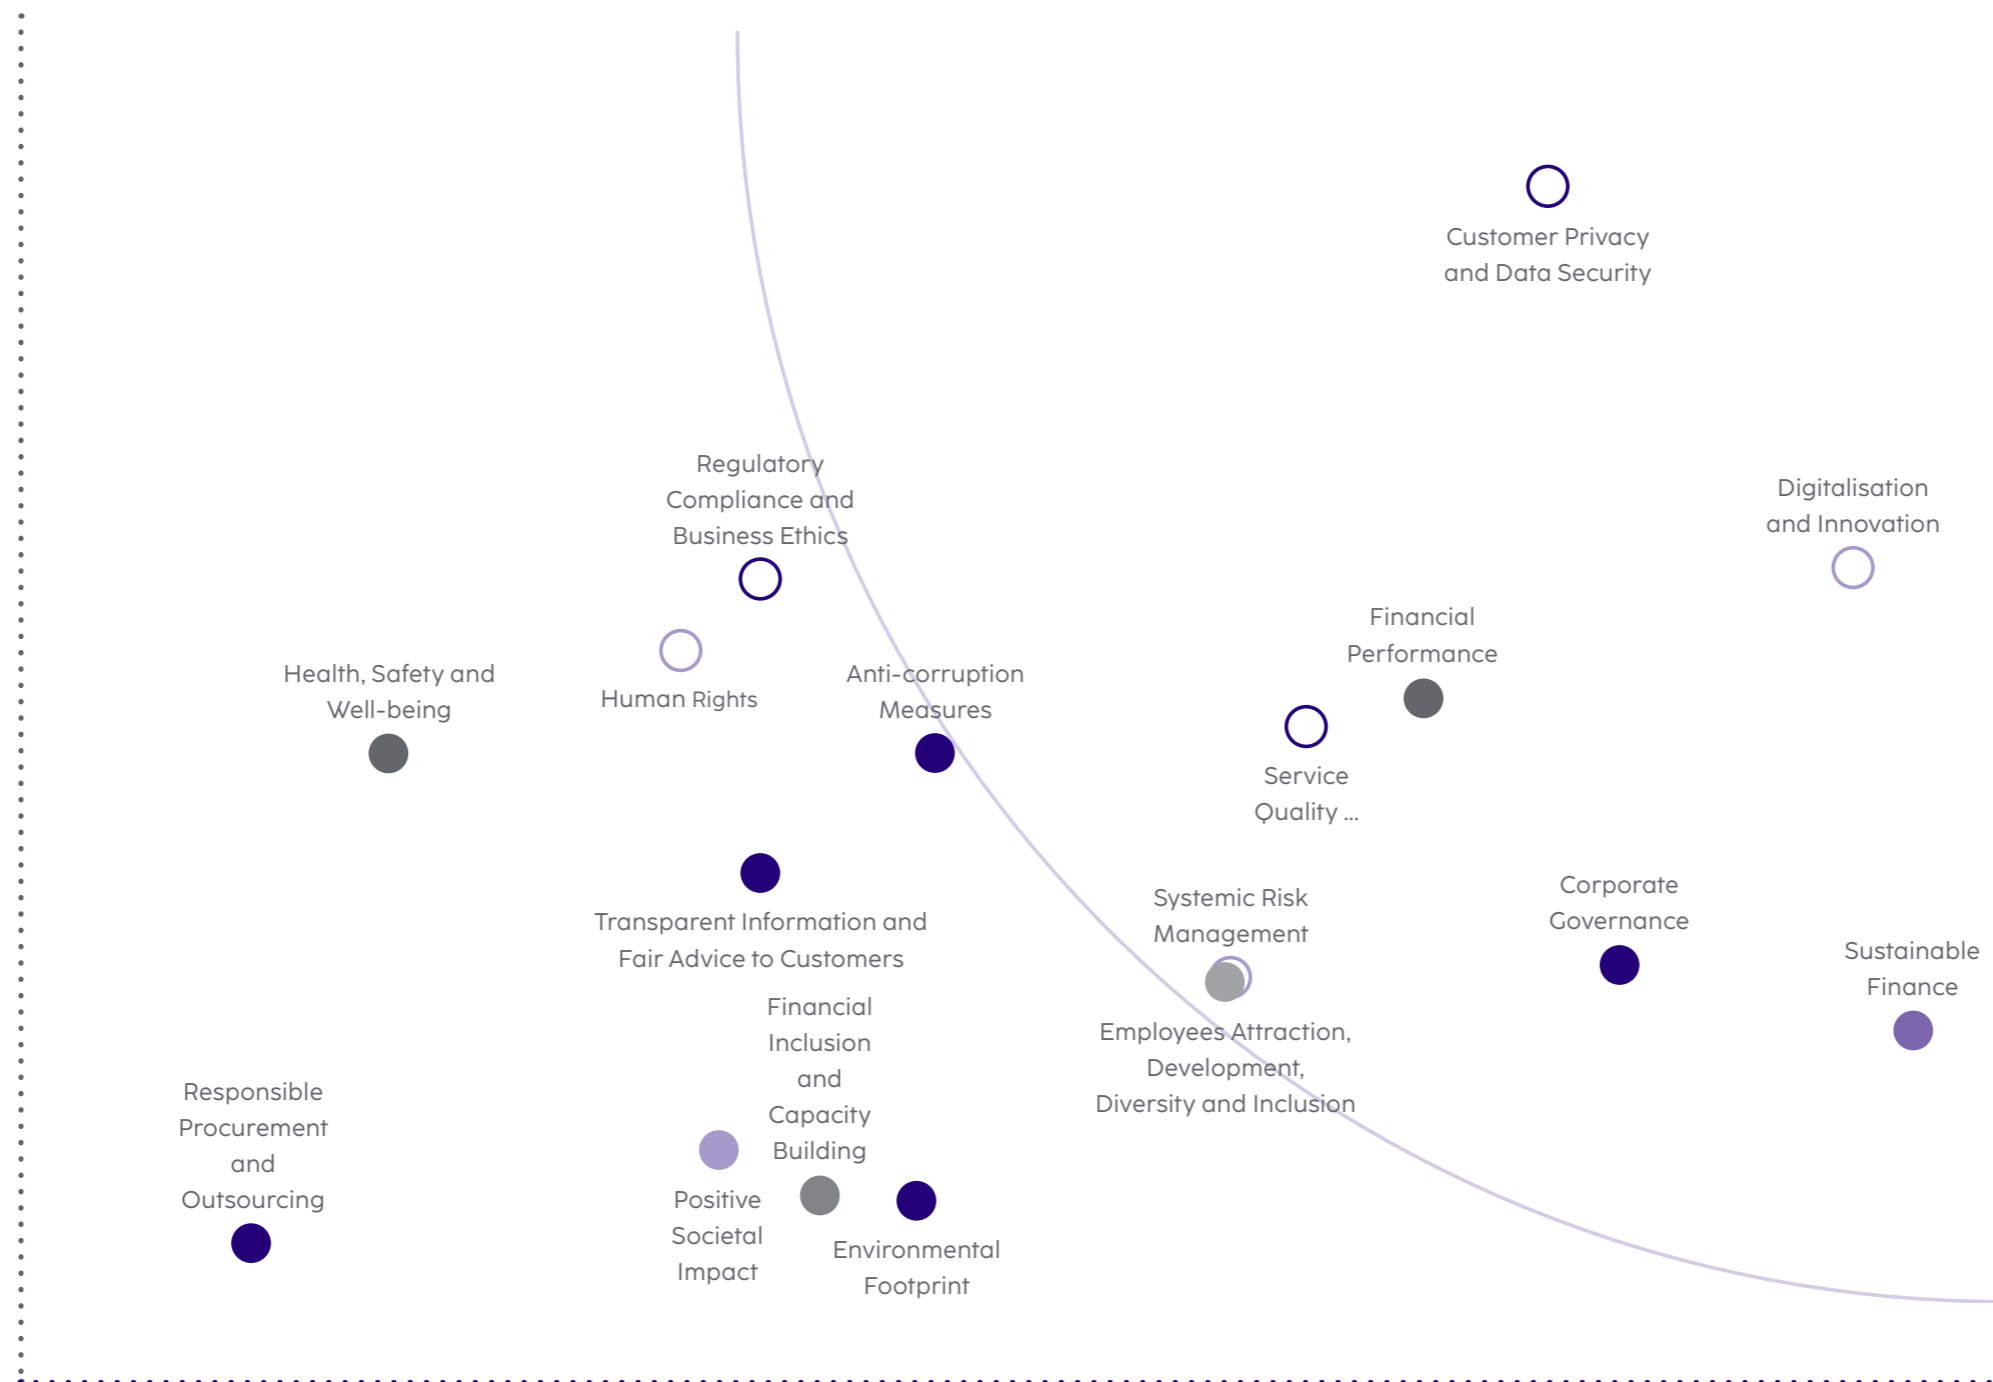 Customer Privacy
and Data Security
Regulatory
Compliance and
Business Ethics
Digitalisation
and Innovation
Financial
Performance
Health, Safety and
Well-being
Human Rights
Anti-corruption
Measures
Service
Quality ...
Transparent Information and
Fair Advice to Customers
Systemic Risk
Management
Corporate
Governance
Sustainable
Finance
Financial
Inclusion
and
Capacity
Building
Employees Attraction,
Development,
Diversity and Inclusion
Responsible
Procurement
and
Outsourcing
Positive
Societal
Impact
Environmental
Footprint